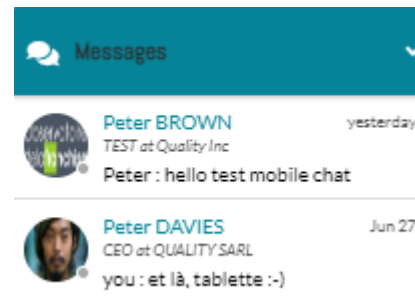 Messages
Peter BROWN yesterday
TEST at Quality Inc
Peter : hello test mobile chat
Peter DAVIES Jun 27
CEO at QUALITY SARL
you : et là, tablette :-)